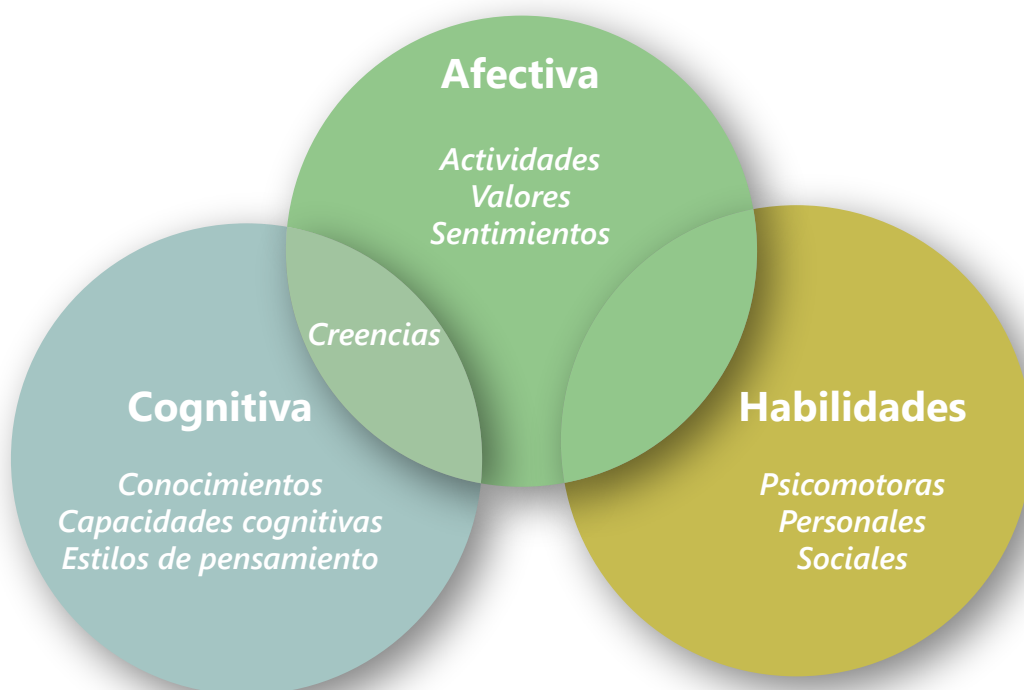 Afectiva
Actividades
Valores
Sentimientos
Creencias
Cognitiva
Conocimientos
Capacidades cognitivas
Estilos de pensamiento
Habilidades
Psicomotoras
Personales
Sociales